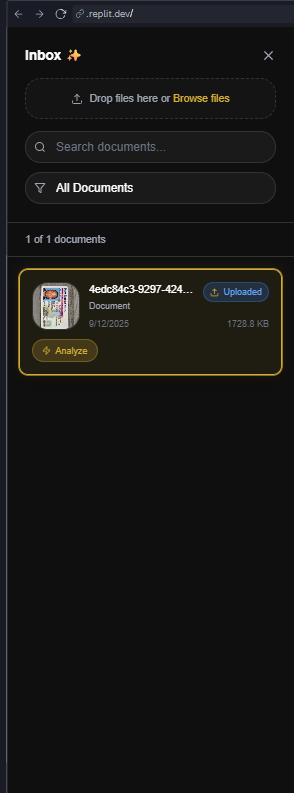 .replit.dev/
Inbox ✨
Drop files here or Browse files
Search documents...
All Documents
1 of 1 documents
4edc84c3-9297-424...
Uploaded
Document
9/12/2025
1728.8 KB
Analyze